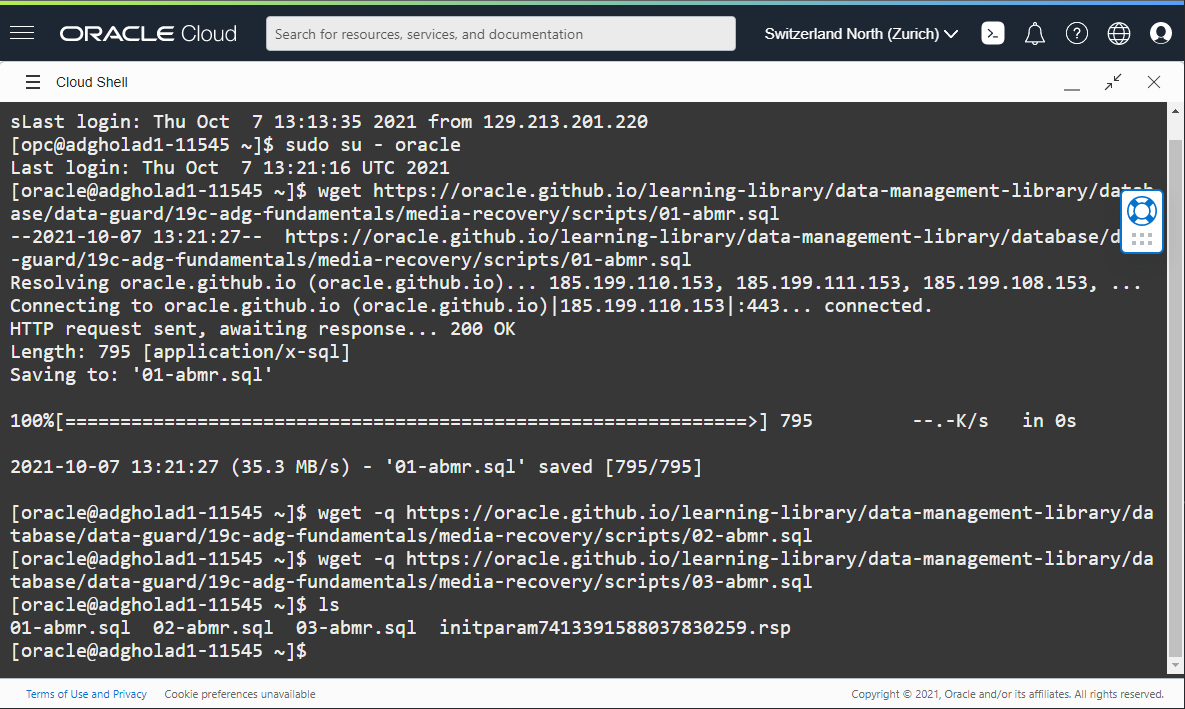 ORACLE Cloud
Search for resources, services, and documentation
Switzerland North (Zurich)
Cloud Shell
sLast login: Thu Oct  7 13:13:35 2021 from 129.213.201.220
[opc@adgholad1-11545 ~]$ sudo su - oracle
Last login: Thu Oct  7 13:21:16 UTC 2021
[oracle@adgholad1-11545 ~]$ wget https://oracle.github.io/learning-library/data-management-library/datab
ase/data-guard/19c-adg-fundamentals/media-recovery/scripts/01-abmr.sql
--2021-10-07 13:21:27--  https://oracle.github.io/learning-library/data-management-library/database/d
-guard/19c-adg-fundamentals/media-recovery/scripts/01-abmr.sql
Resolving oracle.github.io (oracle.github.io)... 185.199.110.153, 185.199.111.153, 185.199.108.153, ...
Connecting to oracle.github.io (oracle.github.io)|185.199.110.153|:443... connected.
HTTP request sent, awaiting response... 200 OK
Length: 795 [application/x-sql]
Saving to: '01-abmr.sql'
100%[==============================================================>] 795         --.-K/s   in 0s
2021-10-07 13:21:27 (35.3 MB/s) - '01-abmr.sql' saved [795/795]
[oracle@adgholad1-11545 ~]$ wget -q https://oracle.github.io/learning-library/data-management-library/da
tabase/data-guard/19c-adg-fundamentals/media-recovery/scripts/02-abmr.sql
[oracle@adgholad1-11545 ~]$ wget -q https://oracle.github.io/learning-library/data-management-library/da
tabase/data-guard/19c-adg-fundamentals/media-recovery/scripts/03-abmr.sql
[oracle@adgholad1-11545 ~]$ ls
01-abmr.sql  02-abmr.sql  03-abmr.sql  initparam7413391588037830259.rsp
[oracle@adgholad1-11545 ~]$
Terms of Use and Privacy  Cookie preferences unavailable  Copyright © 2021, Oracle and/or its affiliates. All rights reserved.